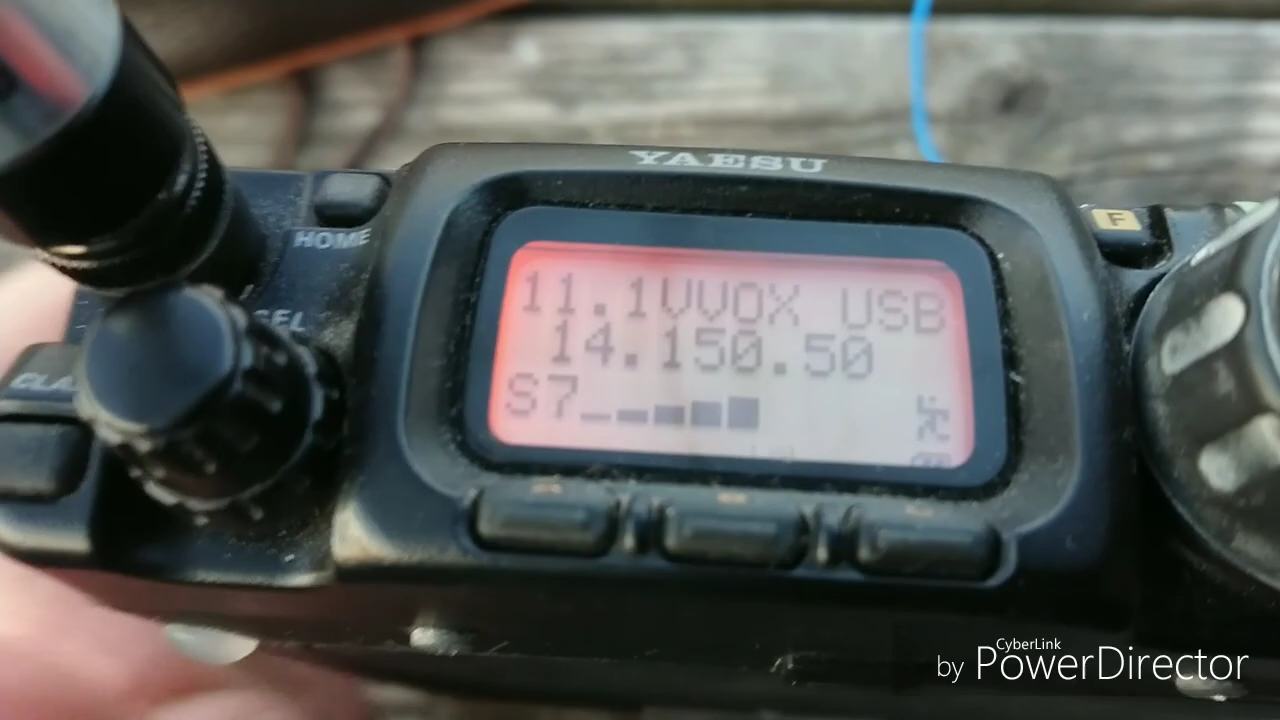 YAESU
HOME
F
11.1VVOX USB
14.150.50
S7
SEL
CyberLink
by PowerDirector